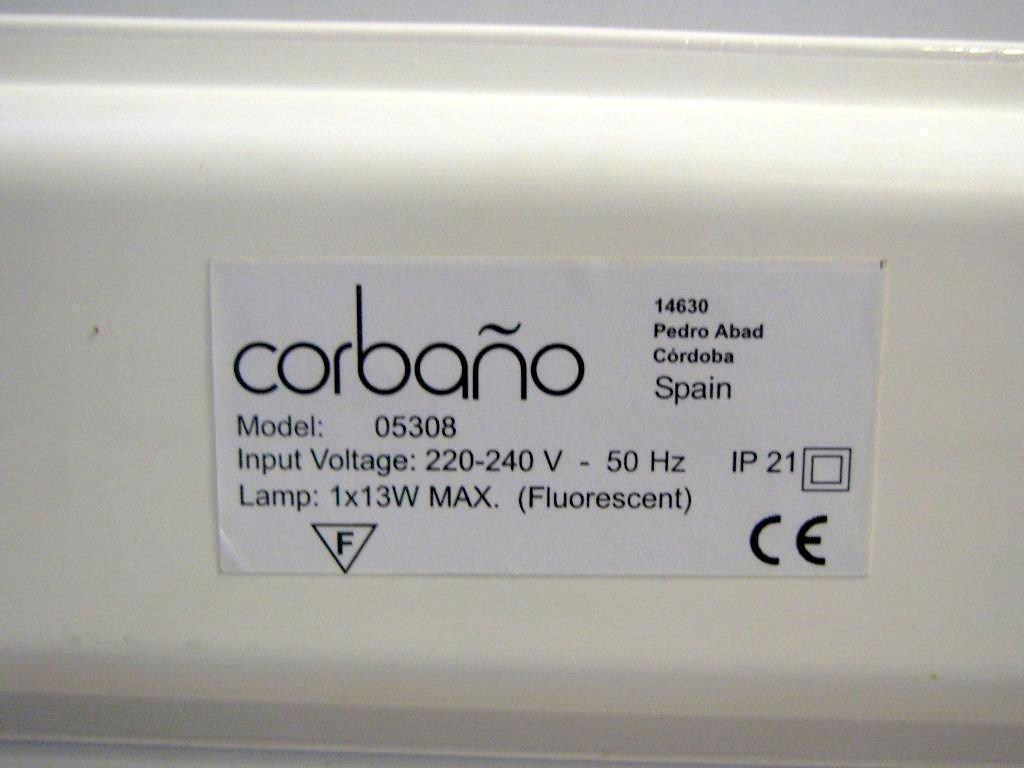 corbaño
14630
Pedro Abad
Córdoba
Spain
Model: 05308
Input Voltage: 220-240 V - 50 Hz IP 21
Lamp: 1x13W MAX. (Fluorescent)
F
CE